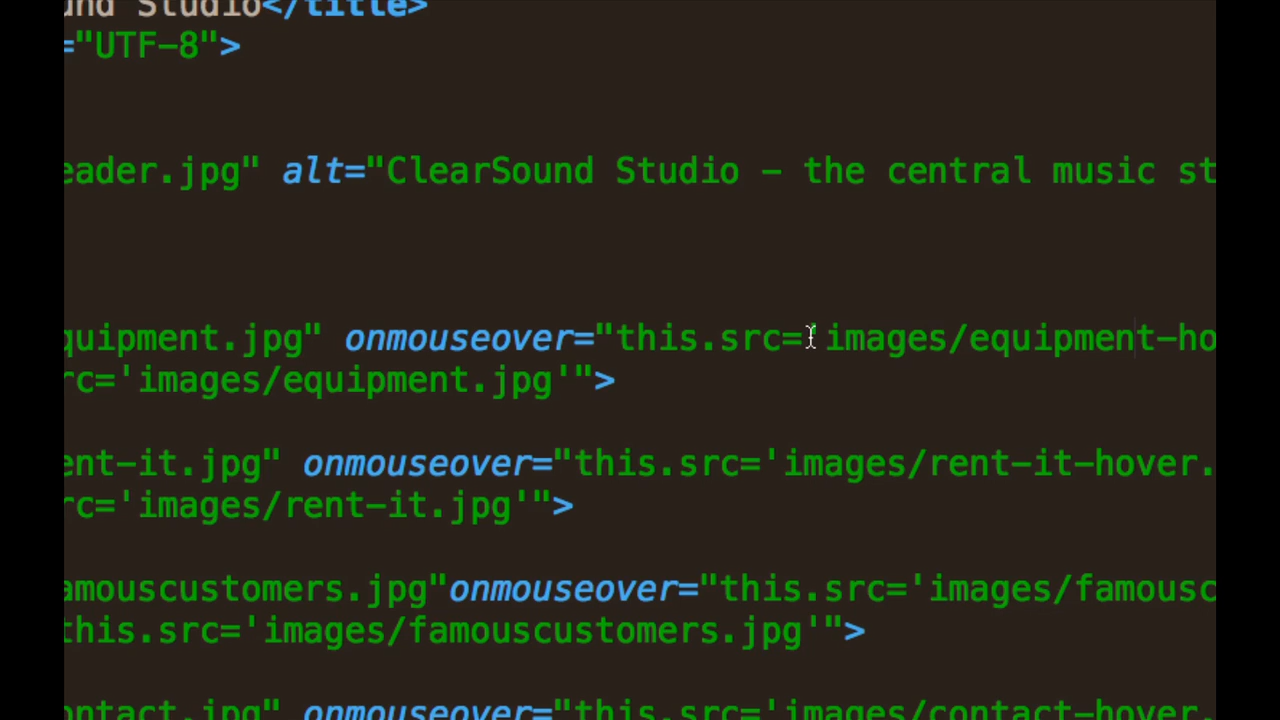 und Studio</title>
="UTF-8">
eader.jpg" alt="ClearSound Studio – the central music st
quipment.jpg" onmouseover="this.src='images/equipment-ho
rc='images/equipment.jpg'">
ent-it.jpg" onmouseover="this.src='images/rent-it-hover.
rc='images/rent-it.jpg'">
amouscustomers.jpg"onmouseover="this.src='images/famousc
this.src='images/famouscustomers.jpg'">
ontact.jpg" onmouseover="this.src='images/contact-hover.